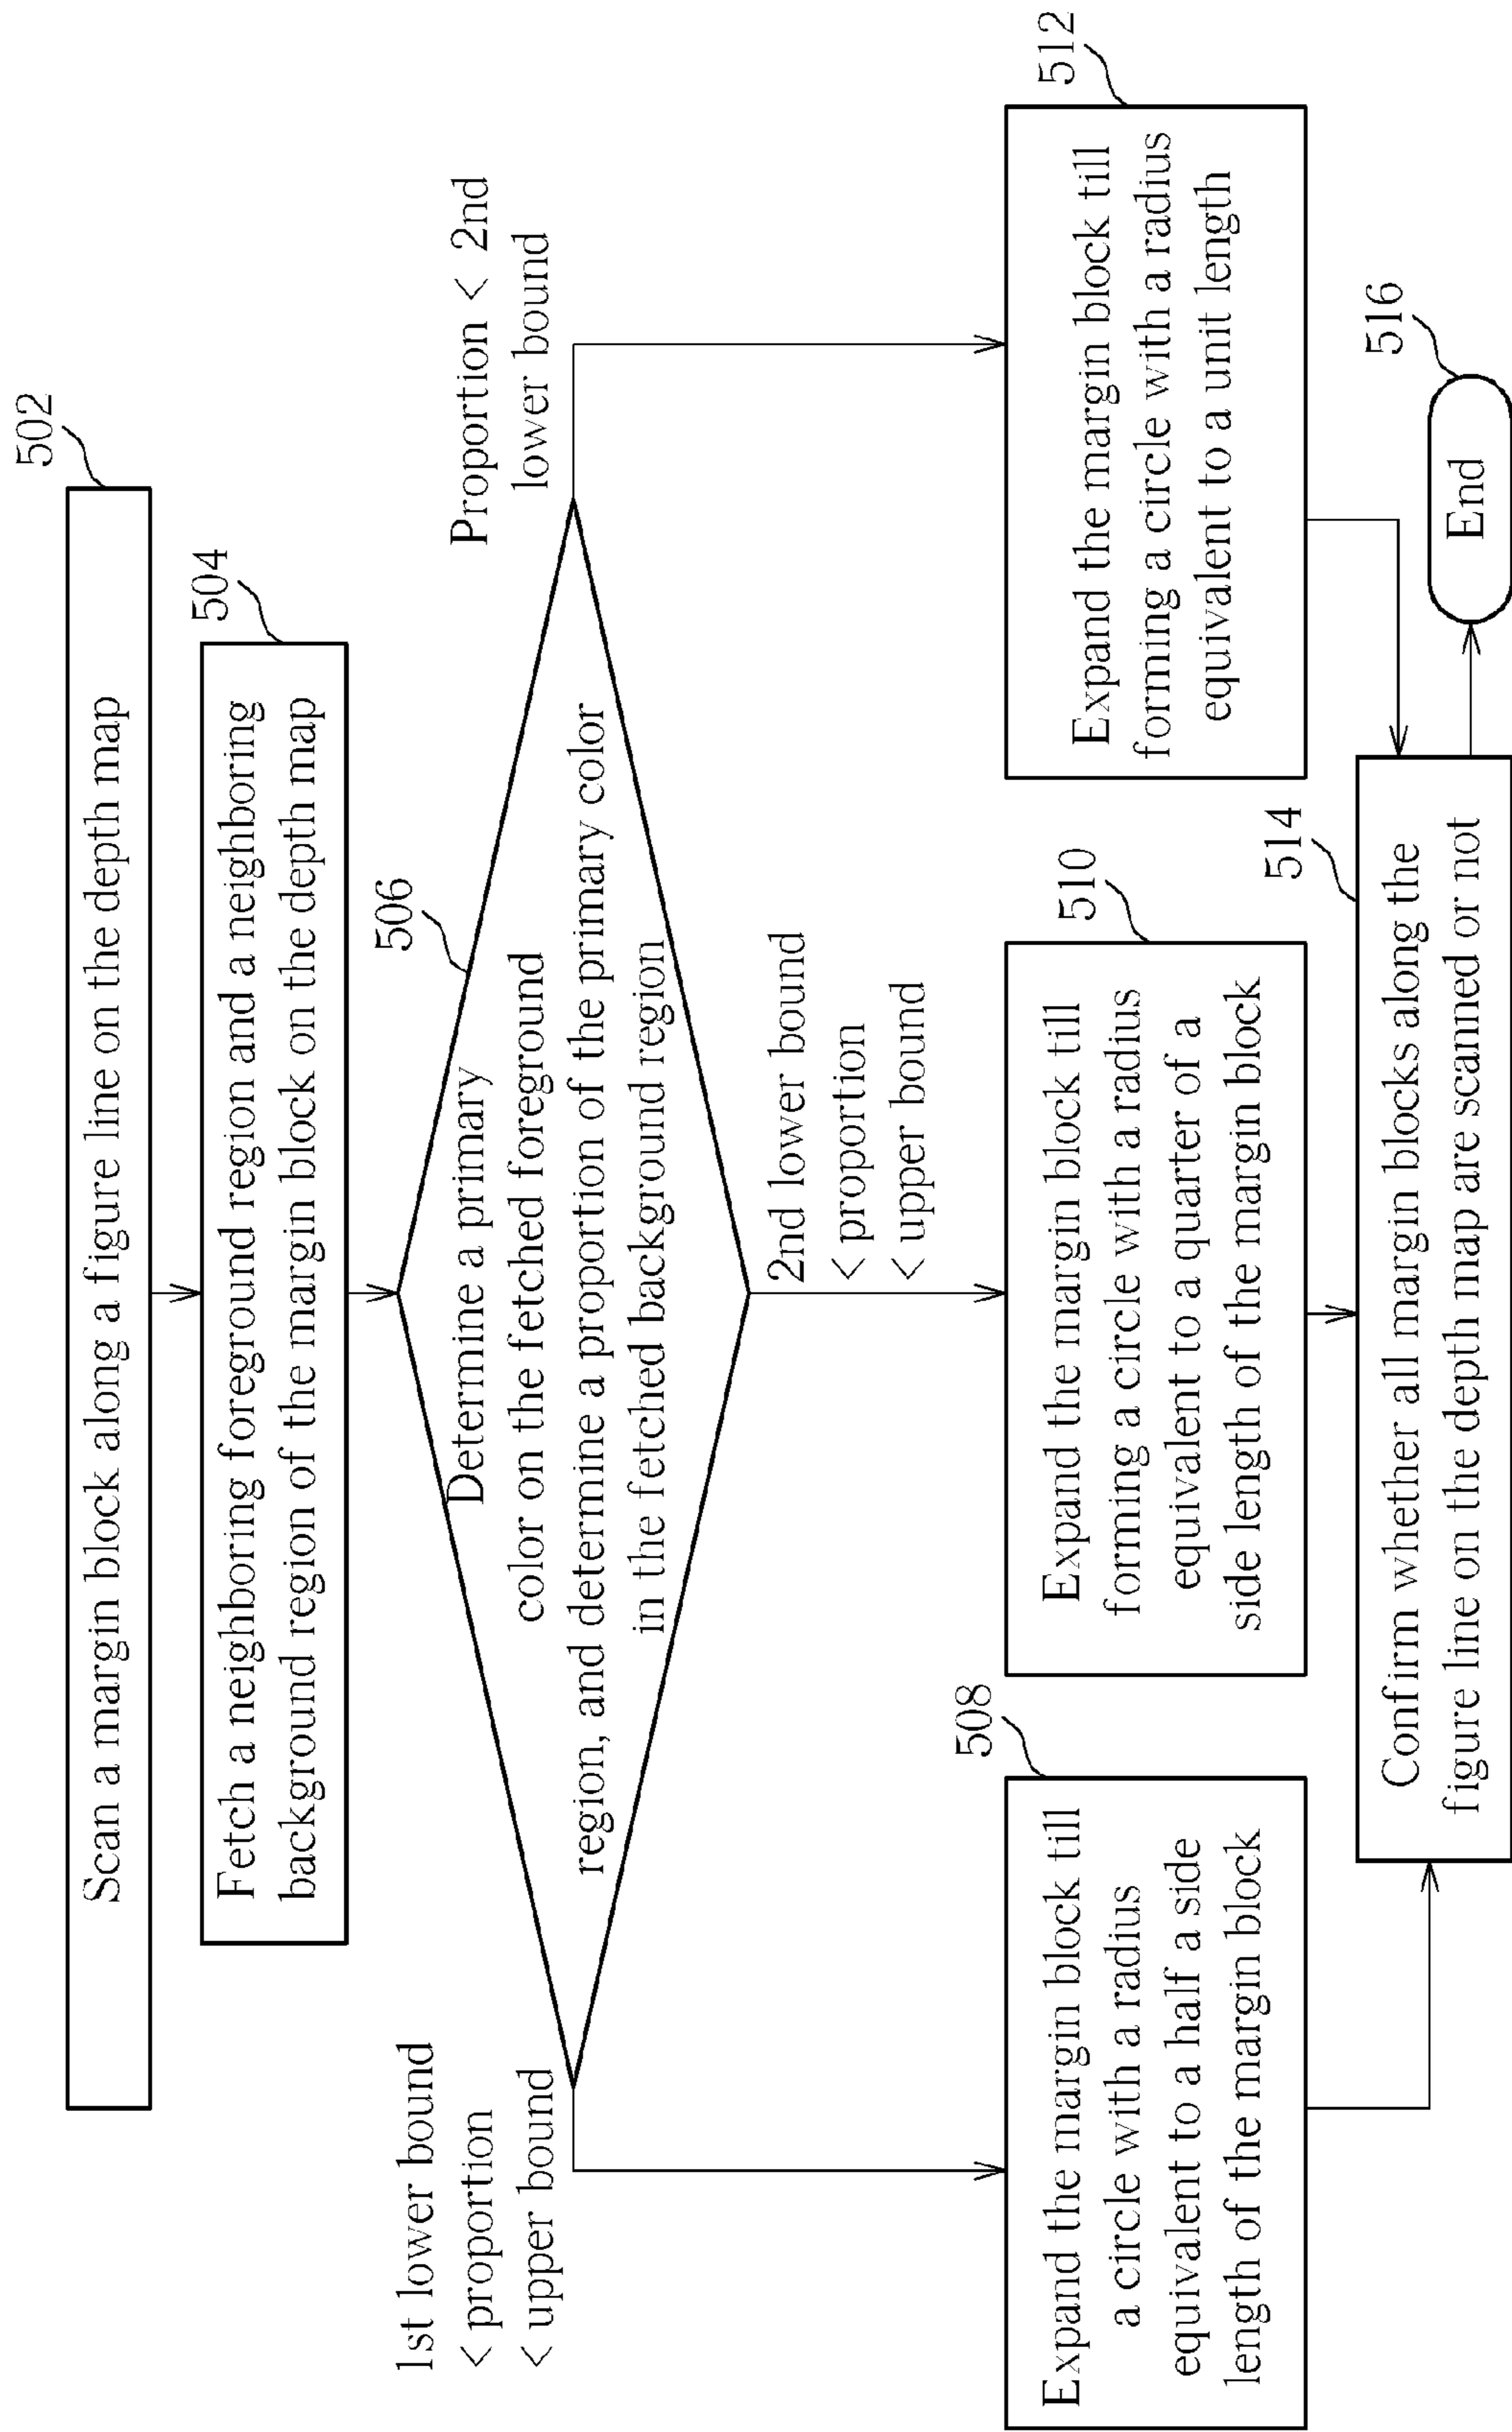 502
Scan a margin block along a figure line on the depth map
504
Fetch a neighboring foreground region and a neighboring
background region of the margin block on the depth map
506
Determine a primary
color on the fetched foreground
region, and determine a proportion of the primary color
in the fetched background region
1st lower bound
< proportion
< upper bound
2nd lower bound
< proportion
< upper bound
Proportion < 2nd
lower bound
508
Expand the margin block till
a circle with a radius
equivalent to a half a side
length of the margin block
510
Expand the margin block till
forming a circle with a radius
equivalent to a quarter of a
side length of the margin block
512
Expand the margin block till
forming a circle with a radius
equivalent to a unit length
514
Confirm whether all margin blocks along the
figure line on the depth map are scanned or not
516
End